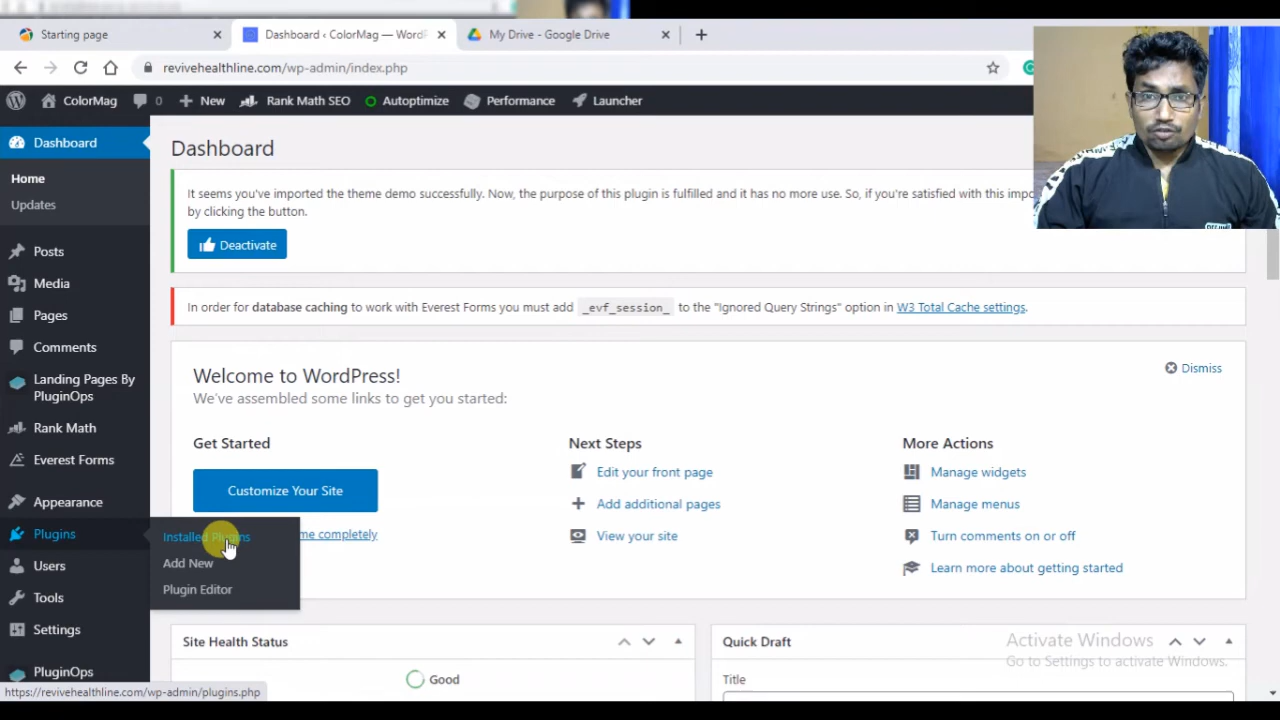 Starting page
Dashboard ‹ ColorMag — WordP
My Drive - Google Drive
revivehealthline.com/wp-admin/index.php
ColorMag
0
New
Rank Math SEO
Autoptimize
Performance
Launcher
Dashboard
Home
Updates
Posts
Media
Pages
Comments
Landing Pages By
PluginOps
Rank Math
Everest Forms
Appearance
Plugins
Users
Tools
Settings
PluginOps
Installed Plugins
Add New
Plugin Editor
Dashboard
It seems you've imported the theme demo successfully. Now, the purpose of this plugin is fulfilled and it has no more use. So, if you're satisfied with this impo
by clicking the button.
Deactivate
In order for database caching to work with Everest Forms you must add _evf_session_ to the "Ignored Query Strings" option in W3 Total Cache settings.
Welcome to WordPress!
We've assembled some links to get you started:
Dismiss
Get Started
Customize Your Site
me completely
Next Steps
Edit your front page
Add additional pages
View your site
More Actions
Manage widgets
Manage menus
Turn comments on or off
Learn more about getting started
Site Health Status
Good
Quick Draft
Title
Activate Windows
Go to Settings to activate Windows.
https://revivehealthline.com/wp-admin/plugins.php